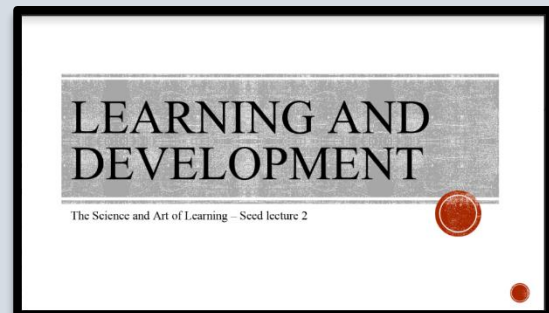 LEARNING AND
DEVELOPMENT
The Science and Art of Learning – Seed lecture 2